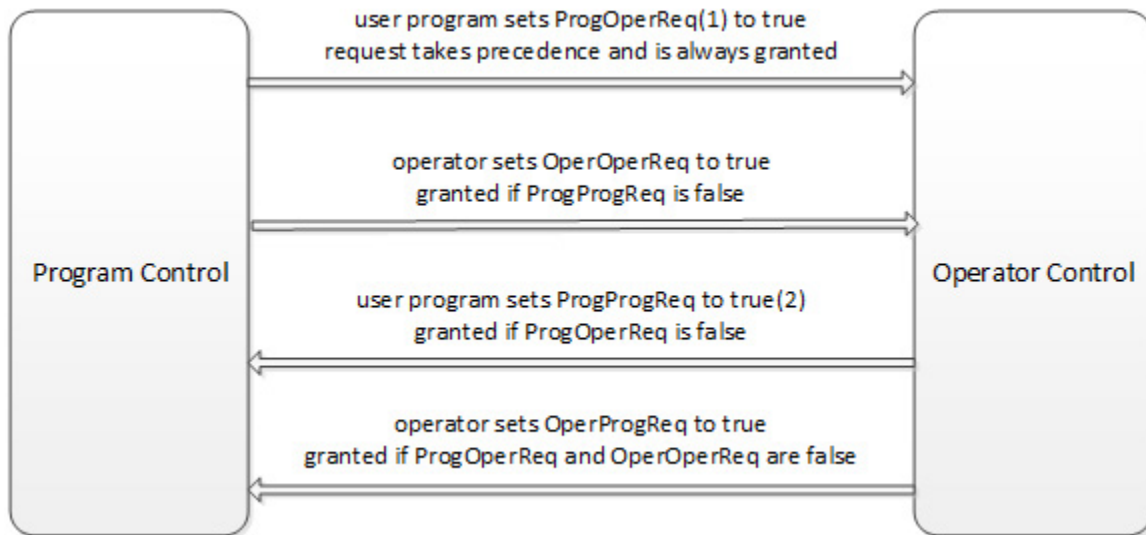 user program sets ProgOperReq(1) to true
request takes precedence and is always granted
operator sets OperOperReq to true
granted if ProgProgReq is false
Program Control
Operator Control
user program sets ProgProgReq to true(2)
granted if ProgOperReq is false
operator sets OperProgReq to true
granted if ProgOperReq and OperOperReq are false